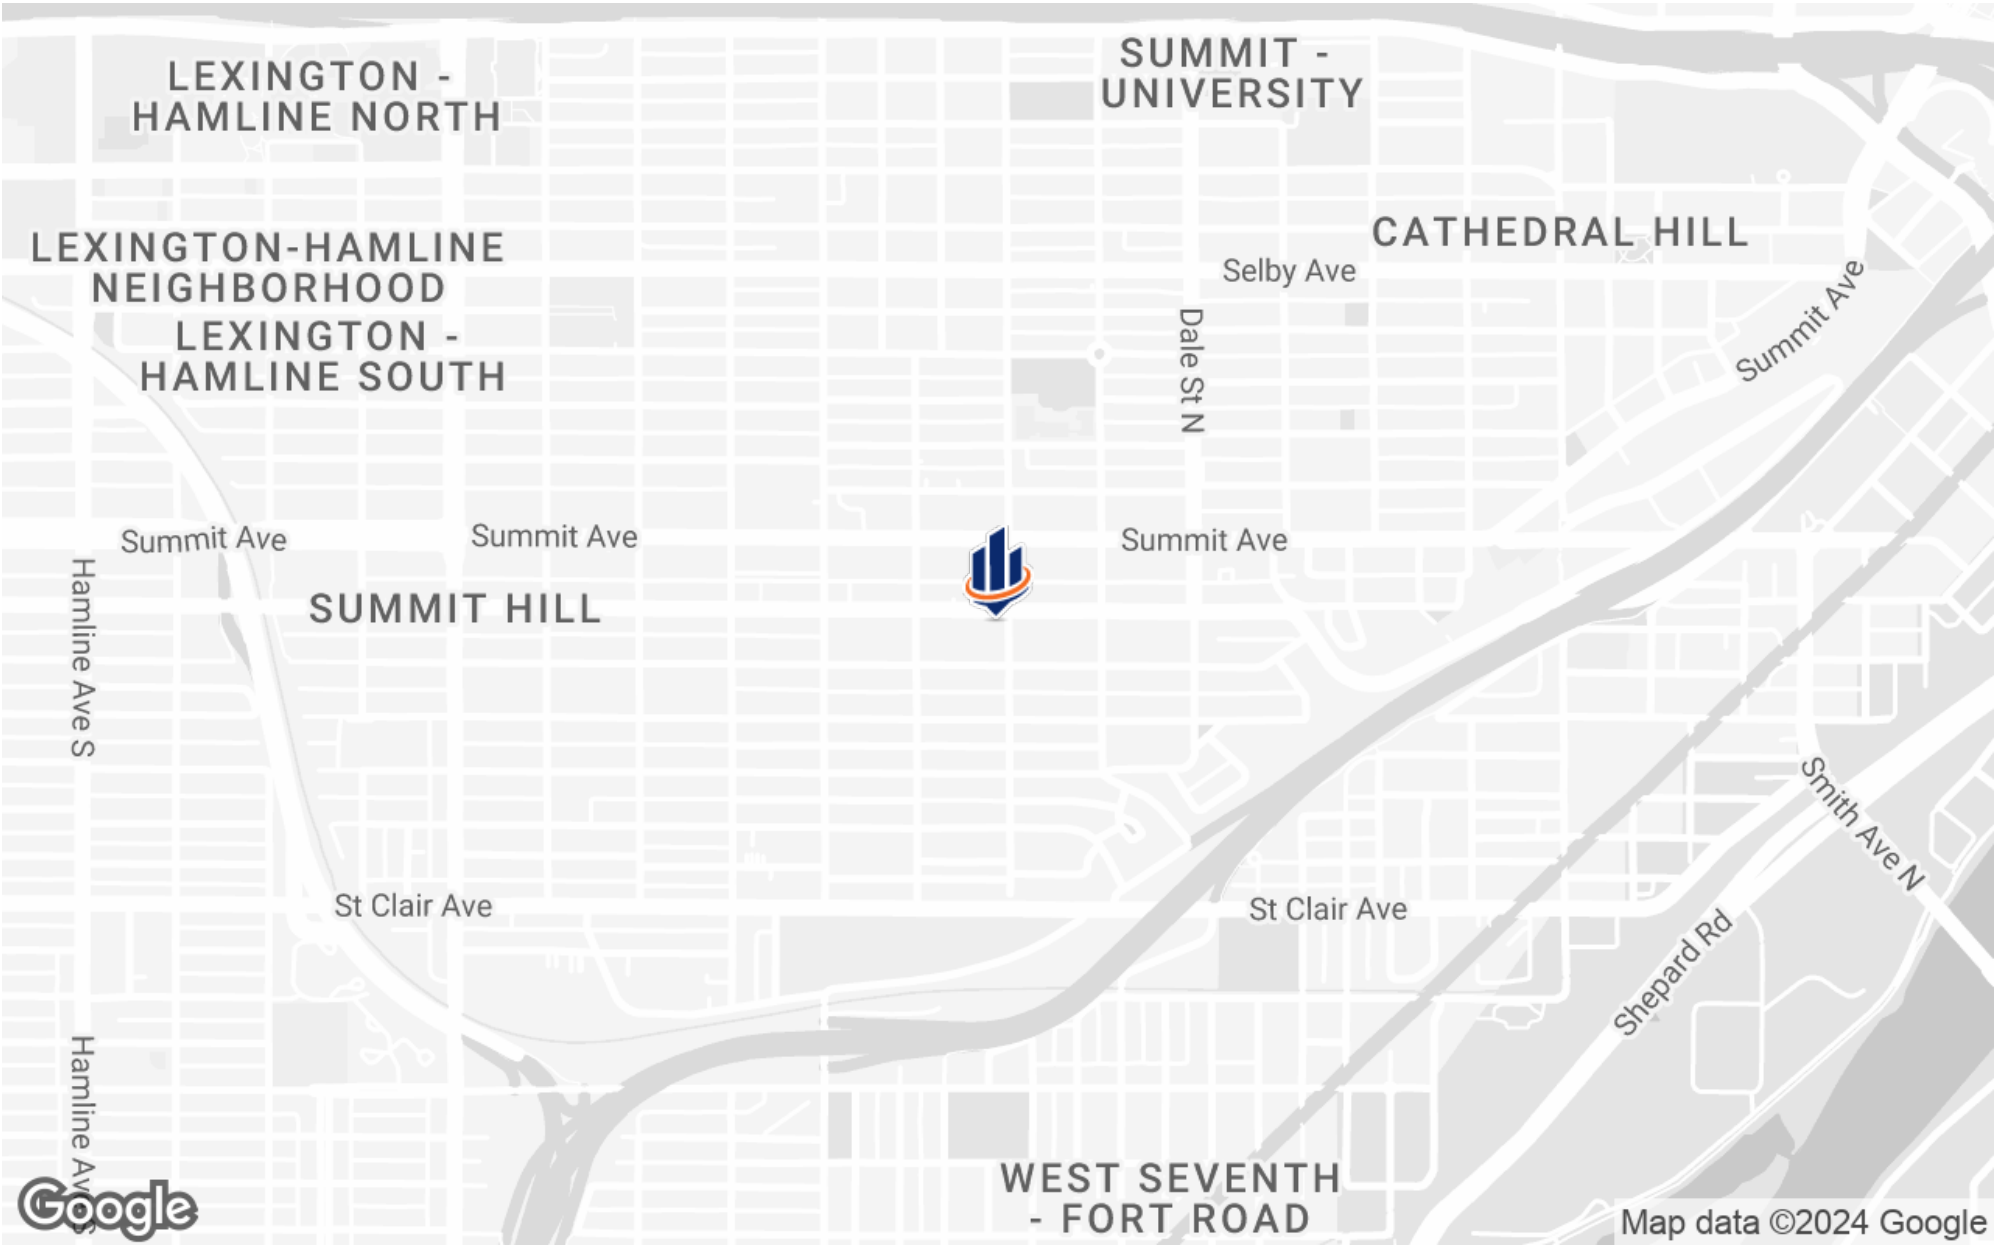 LEXINGTON -
HAMLINE NORTH
SUMMIT -
UNIVERSITY
LEXINGTON-HAMLINE
NEIGHBORHOOD
CATHEDRAL HILL
Selby Ave
LEXINGTON -
HAMLINE SOUTH
Dale St N
Summit Ave
Summit Ave
Summit Ave
Summit Ave
SUMMIT HILL
Hamline Ave S
Smith Ave N
St Clair Ave
St Clair Ave
Shepard Rd
Hamline Ave S
WEST SEVENTH
- FORT ROAD
Google
Map data ©2024 Google